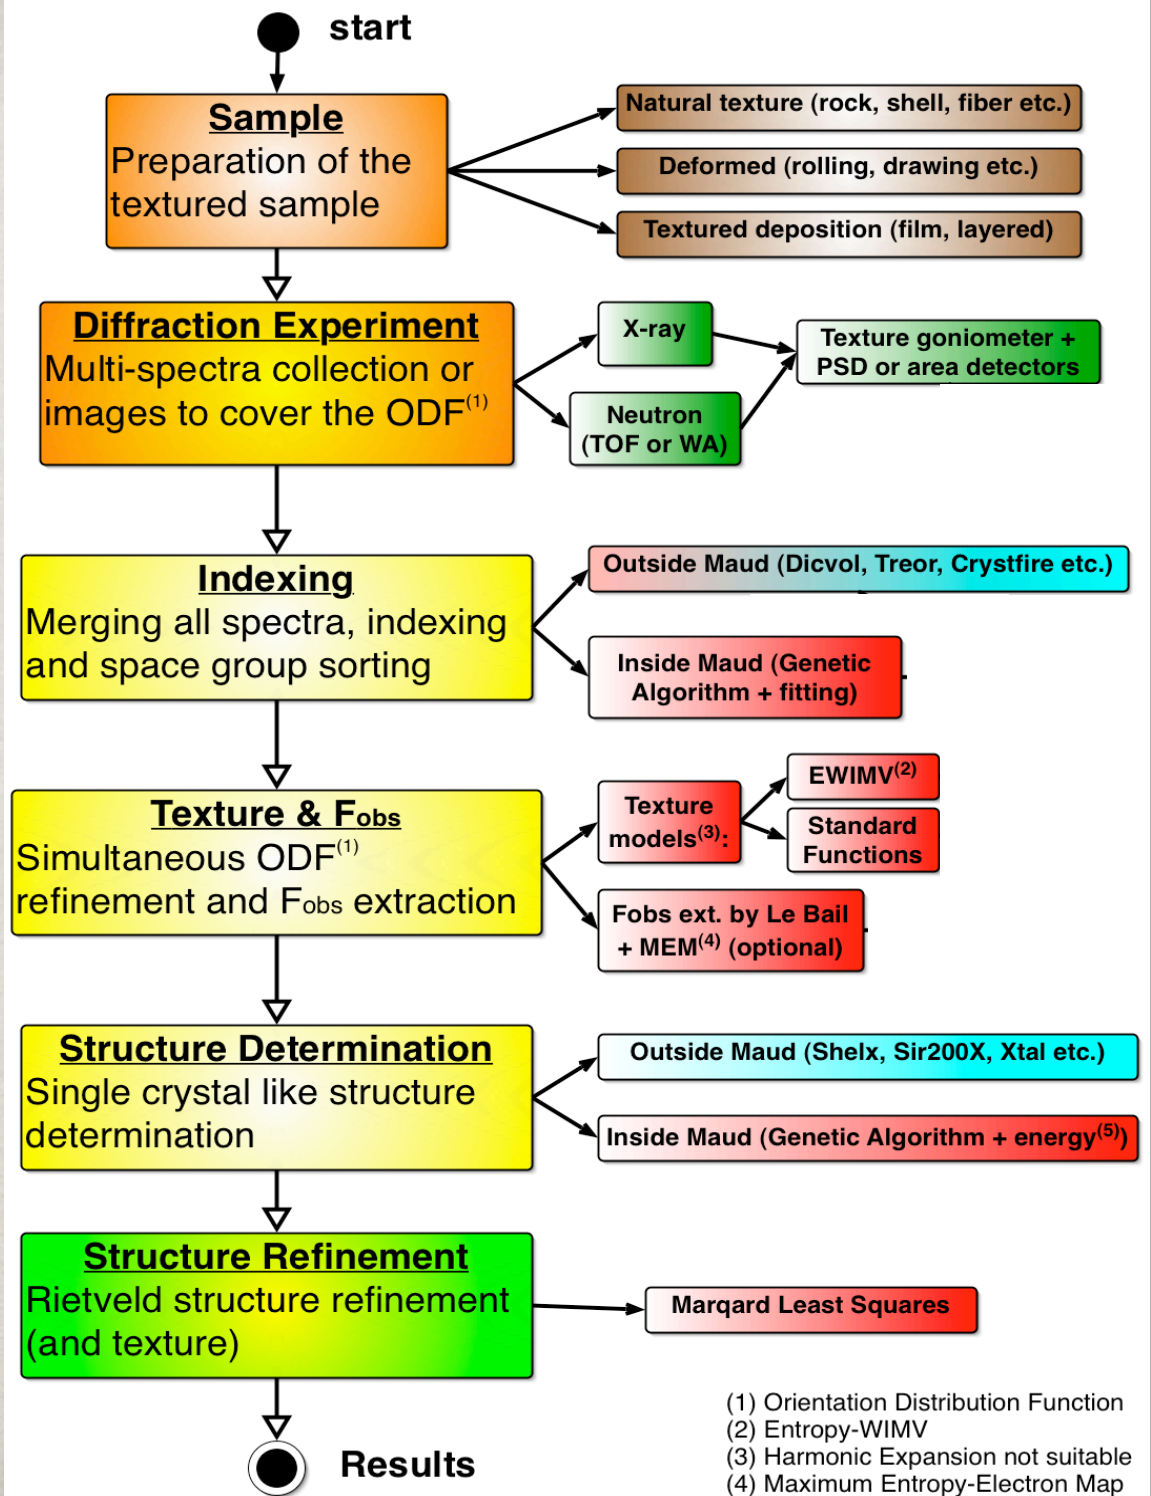 start
Sample
Preparation of the
textured sample
Natural texture (rock, shell, fiber etc.)
Deformed (rolling, drawing etc.)
Textured deposition (film, layered)
Diffraction Experiment
Multi-spectra collection or
images to cover the ODF(1)
X-ray
Neutron
(TOF or WA)
Texture goniometer +
PSD or area detectors
Indexing
Merging all spectra, indexing
and space group sorting
Outside Maud (Dicvol, Treor, Crystfire etc.)
Inside Maud (Genetic
Algorithm + fitting)
Texture & Fobs
Simultaneous ODF(1)
refinement and Fobs extraction
Texture
models(3):
EWIMV(2)
Standard
Functions
Fobs ext. by Le Bail
+ MEM(4) (optional)
Structure Determination
Single crystal like structure
determination
Outside Maud (Shelx, Sir200X, Xtal etc.)
Inside Maud (Genetic Algorithm + energy(5))
Structure Refinement
Rietveld structure refinement
(and texture)
Marqard Least Squares
Results
(1) Orientation Distribution Function
(2) Entropy-WIMV
(3) Harmonic Expansion not suitable
(4) Maximum Entropy-Electron Map